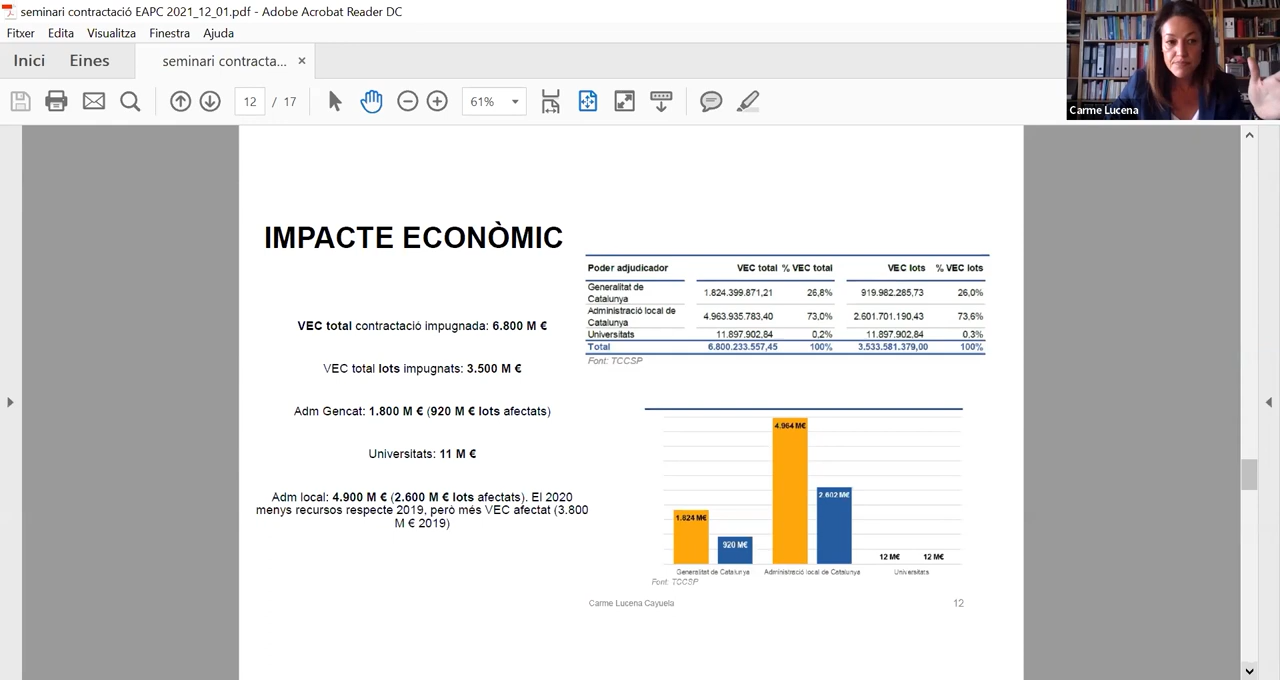 seminari contractació EAPC 2021_12_01.pdf - Adobe Acrobat Reader DC
Fitxer Edita Visualitza Finestra Ajuda
Inici Eines seminari contracta... ×
12 / 17 61%
Carme Lucena
IMPACTE ECONÒMIC
VEC total contractació impugnada: 6.800 M €
VEC total lots impugnats: 3.500 M €
Adm Gencat: 1.800 M € (920 M € lots afectats)
Universitats: 11 M €
Adm local: 4.900 M € (2.600 M € lots afectats). El 2020
menys recursos respecte 2019, però més VEC afectat (3.800
M € 2019)
Poder adjudicador VEC total % VEC total VEC lots % VEC lots
Generalitat de
Catalunya 1.824.399.871,21 26,8% 919.982.285,73 26,0%
Administració local de
Catalunya 4.963.935.783,40 73,0% 2.601.701.190,43 73,6%
Universitats 11.897.902,84 0,2% 11.897.902,84 0,3%
Total 6.800.233.557,45 100% 3.533.581.379,00 100%
Font: TCCSP
4.964 M€
2.602 M€
1.824 M€
920 M€
12 M€ 12 M€
Generalitat de Catalunya Administració local de Catalunya Universitats
Font: TCCSP
Carme Lucena Cayuela 12